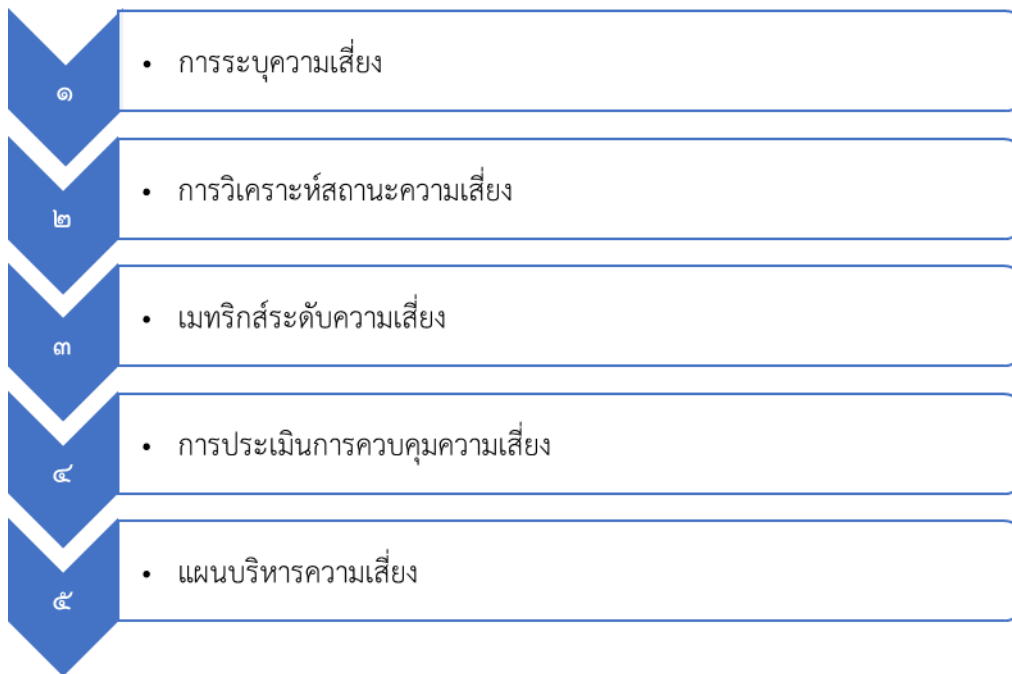 ๑
• การระบุความเสี่ยง
๒
• การวิเคราะห์สถานะความเสี่ยง
๓
• เมทริกส์ระดับความเสี่ยง
๔
• การประเมินการควบคุมความเสี่ยง
๕
• แผนบริหารความเสี่ยง